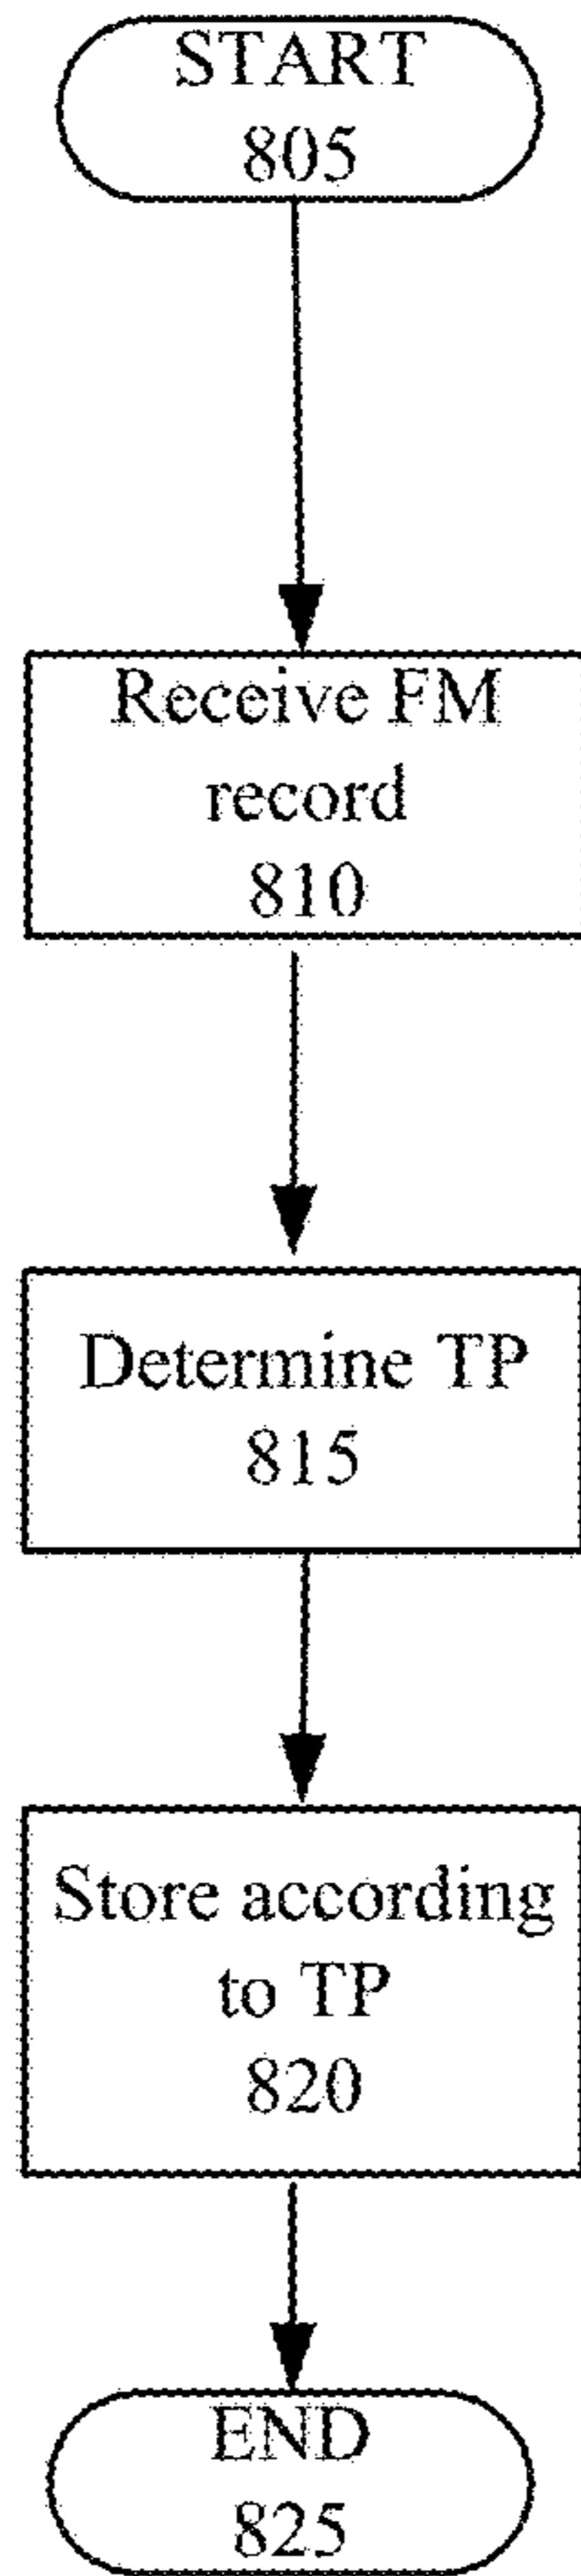 START
805
Receive FM
record
810
Determine TP
815
Store according
to TP
820
END
825